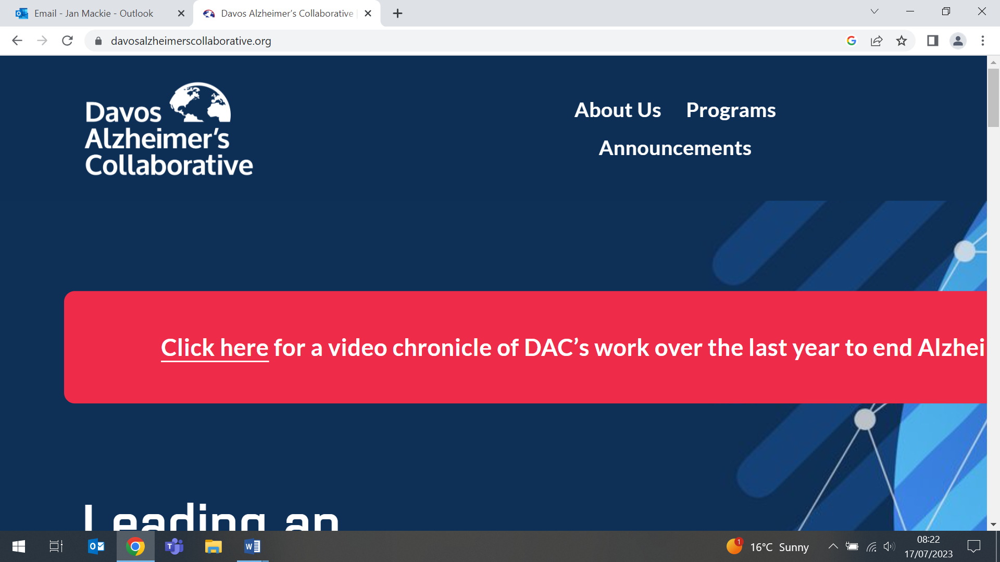 Email - Jan Mackie - Outlook
Davos Alzheimer’s Collaborative |
davosalzheimerscollaborative.org
Davos
Alzheimer’s
Collaborative
About Us
Programs
Announcements
Click here for a video chronicle of DAC’s work over the last year to end Alzhei
Leading an
1
16°C Sunny
08:22
17/07/2023